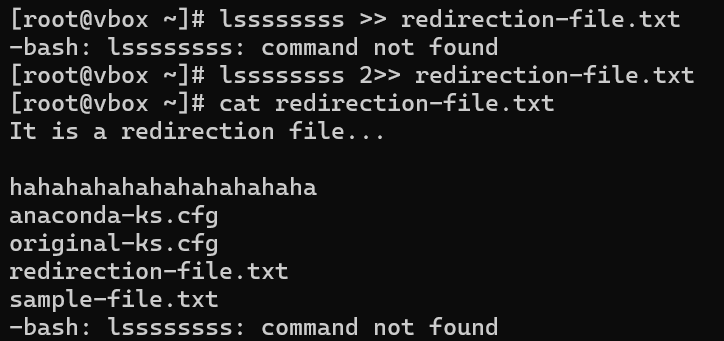 [root@vbox ~]# lssssssss >> redirection-file.txt
-bash: lssssssss: command not found
[root@vbox ~]# lssssssss 2>> redirection-file.txt
[root@vbox ~]# cat redirection-file.txt
It is a redirection file...
hahahahahahahahahahaha
anaconda-ks.cfg
original-ks.cfg
redirection-file.txt
sample-file.txt
-bash: lssssssss: command not found